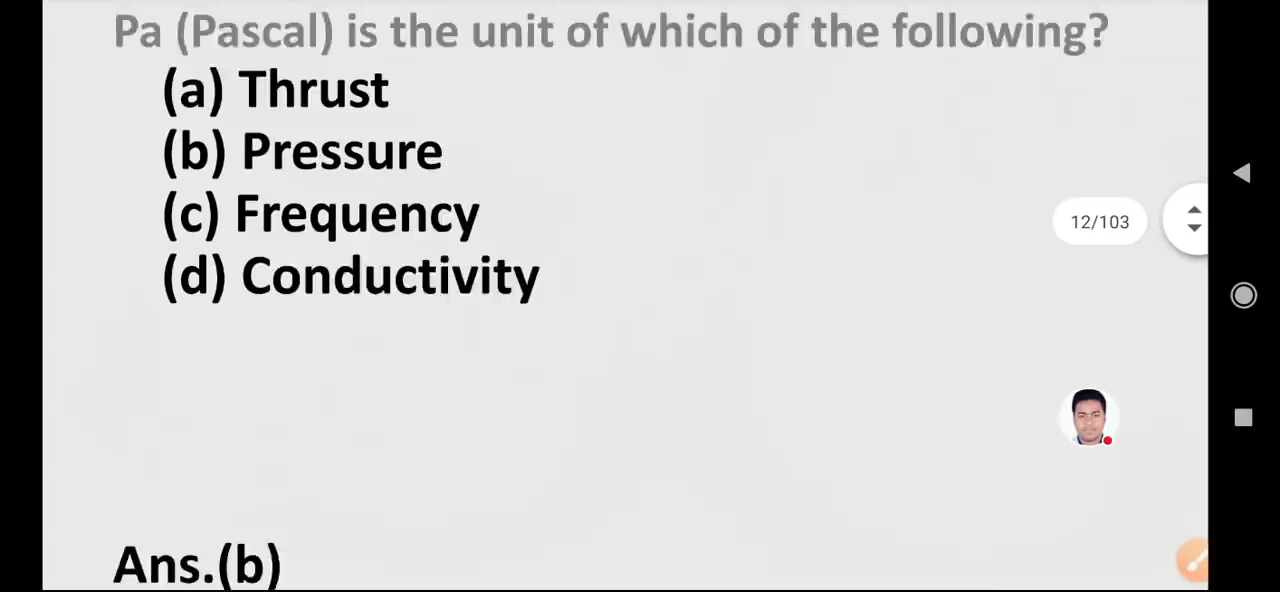 Pa (Pascal) is the unit of which of the following?
(a) Thrust
(b) Pressure
(c) Frequency
(d) Conductivity
12/103
Ans.(b)